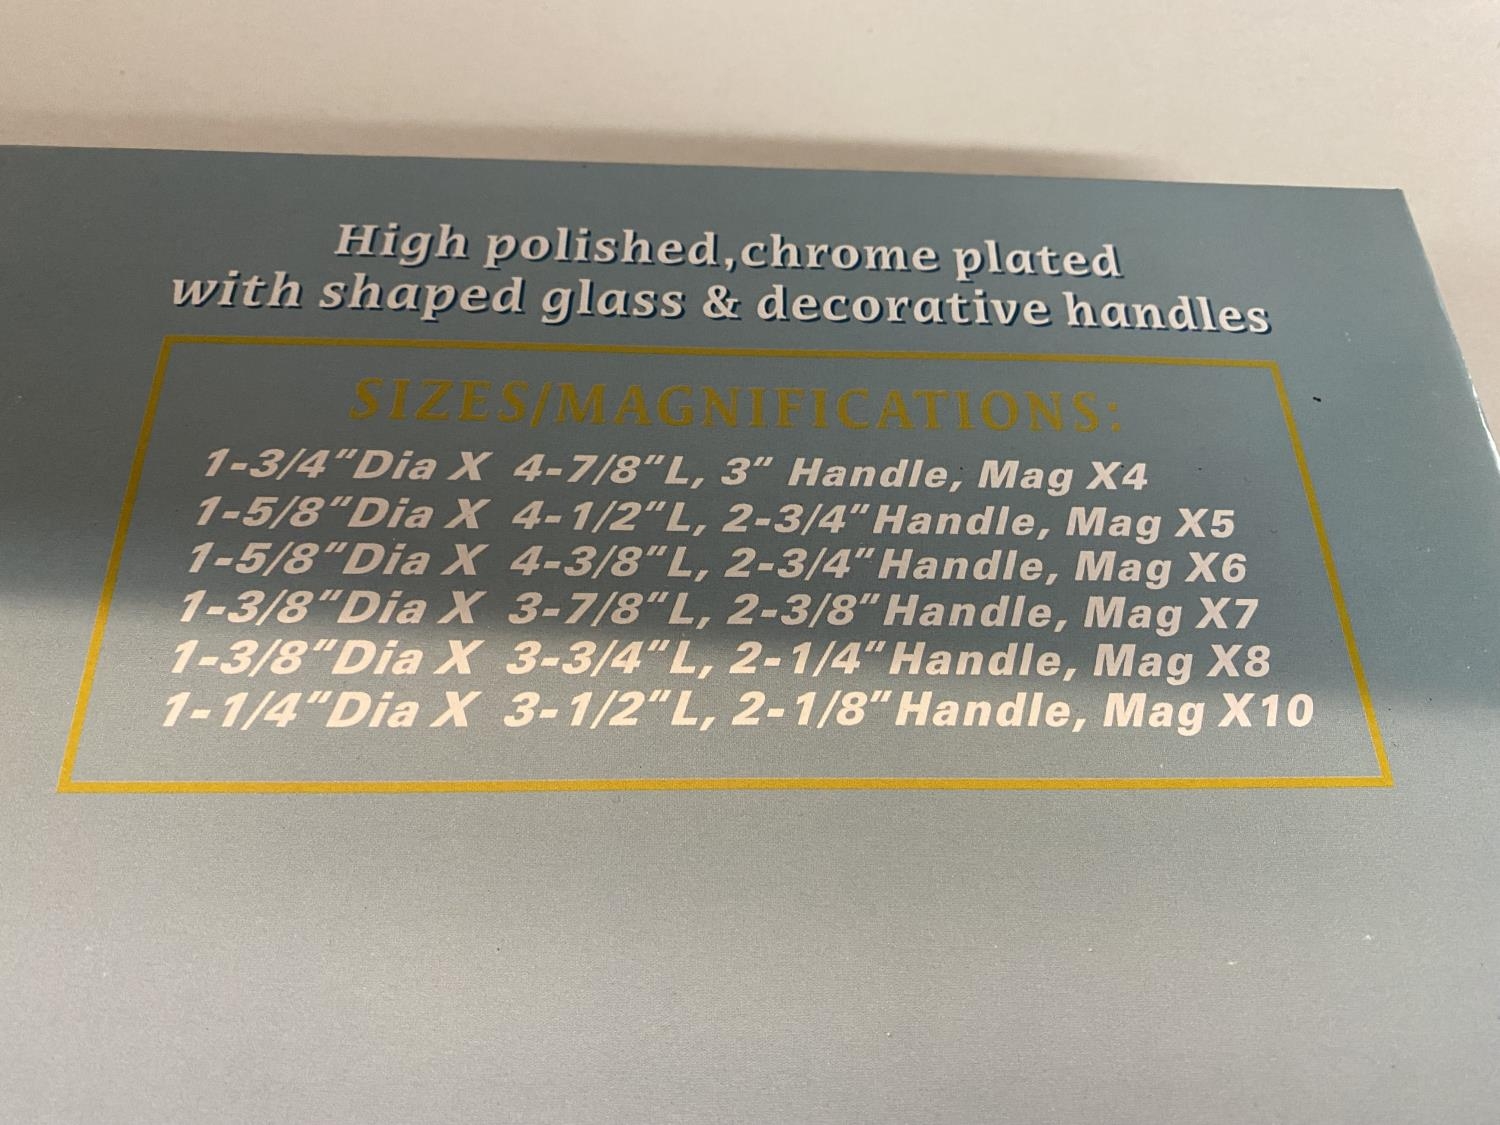 High polished,chrome plated
with shaped glass & decorative handles
SIZES/MAGNIFICATIONS:
1-3/4"Dia X 4-7/8"L, 3" Handle, Mag X4
1-5/8"Dia X 4-1/2"L, 2-3/4"Handle, Mag X5
1-5/8"Dia X 4-3/8"L, 2-3/4"Handle, Mag X6
1-3/8"Dia X 3-7/8"L, 2-3/8"Handle, Mag X7
1-3/8"Dia X 3-3/4"L, 2-1/4"Handle, Mag X8
1-1/4"Dia X 3-1/2"L, 2-1/8"Handle, Mag X10